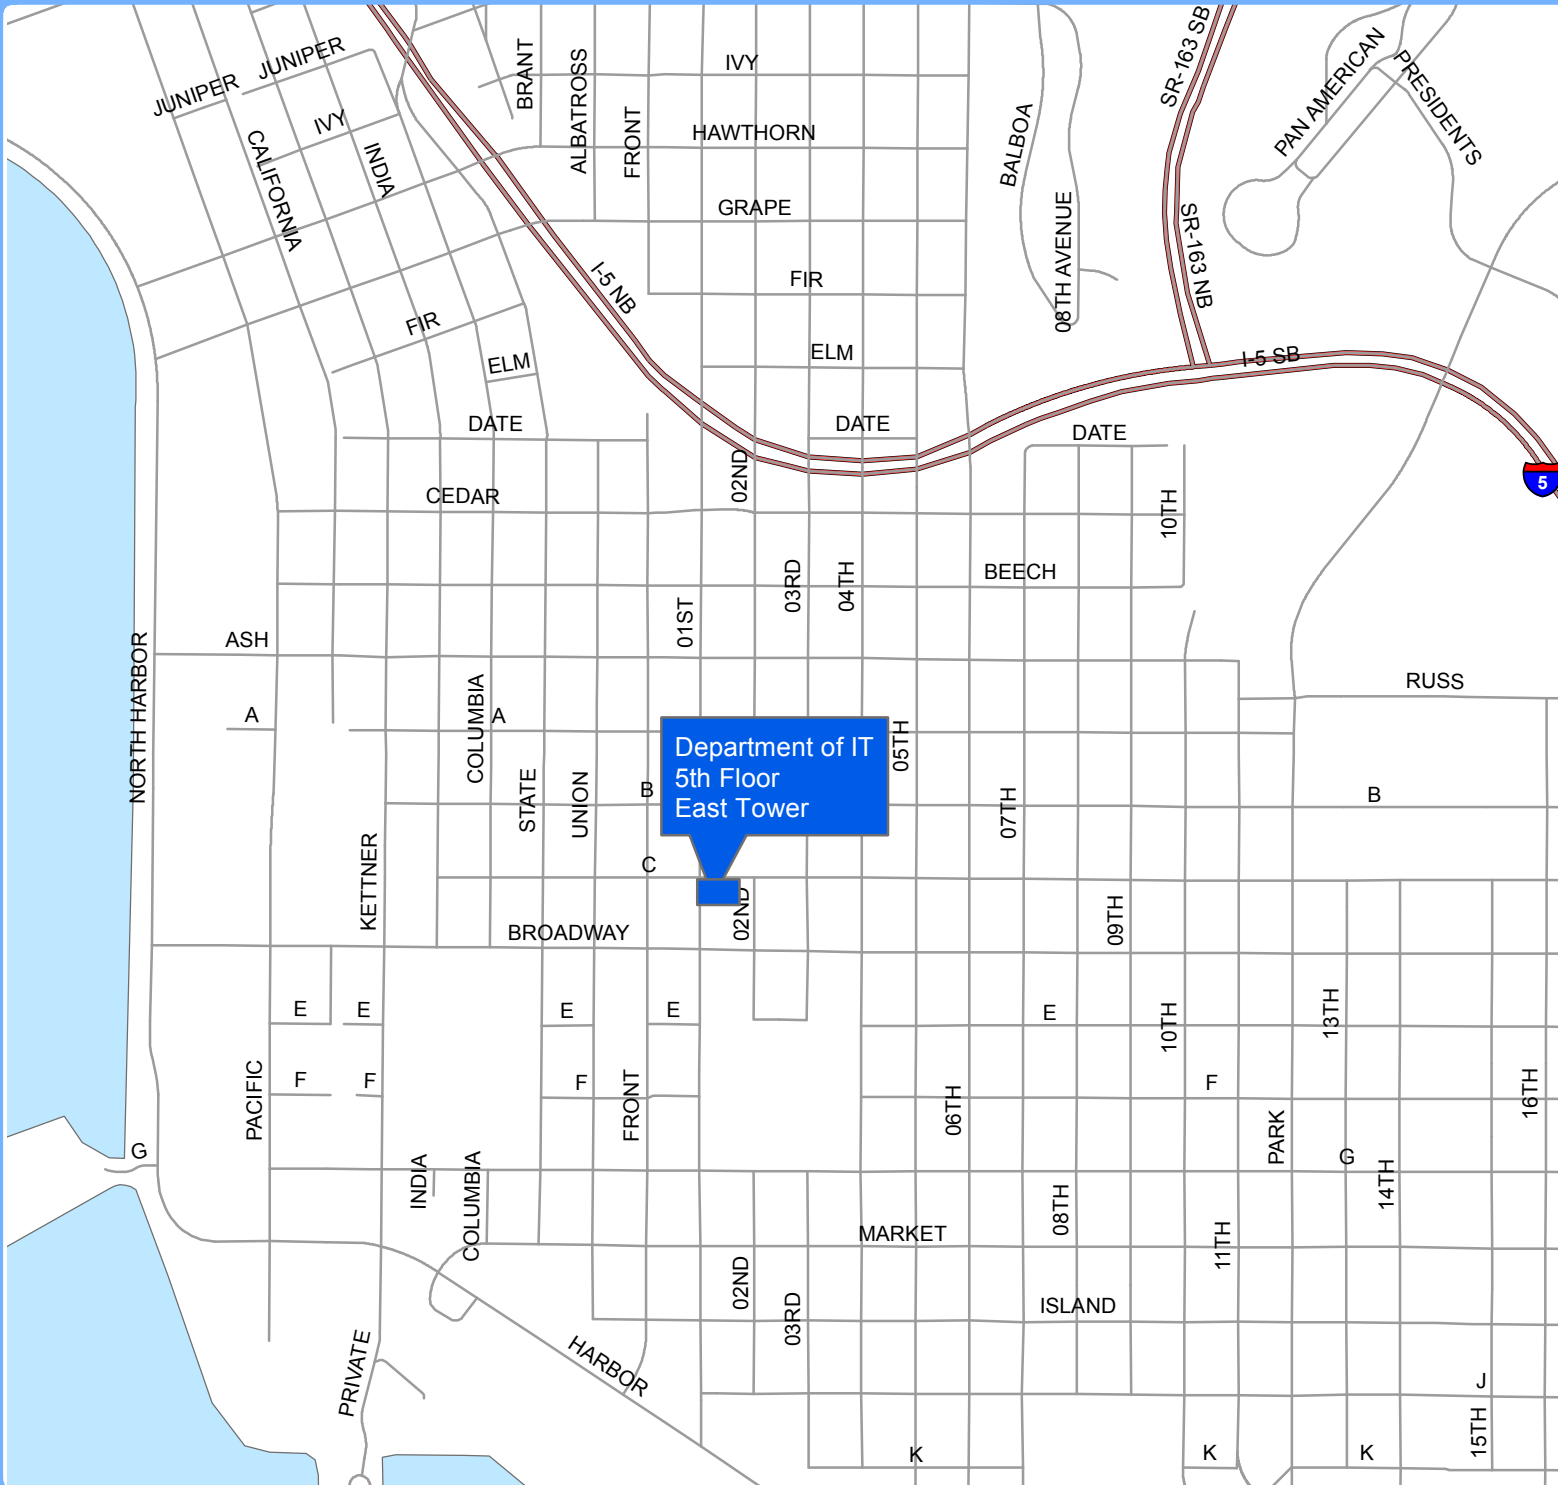 SR-163 SB
PAN AMERICAN
PRESIDENTS
JUNIPER
JUNIPER
BRANT
ALBATROSS
FRONT
IVY
IVY
HAWTHORN
BALBOA
CALIFORNIA
INDIA
GRAPE
08TH AVENUE
SR-163 NB
I-5 NB
FIR
FIR
ELM
ELM
I-5 SB
DATE
DATE
DATE
5
02ND
CEDAR
10TH
BEECH
03RD
04TH
01ST
ASH
NORTH HARBOR
RUSS
A
COLUMBIA
A
Department of IT
5th Floor
East Tower
05TH
STATE
UNION
B
07TH
B
KETTNER
C
02ND
09TH
BROADWAY
E
E
E
E
E
10TH
13TH
PACIFIC
F
F
F
FRONT
06TH
F
16TH
PARK
G
INDIA
COLUMBIA
G
14TH
08TH
11TH
MARKET
02ND
03RD
ISLAND
PRIVATE
HARBOR
J
15TH
K
K
K